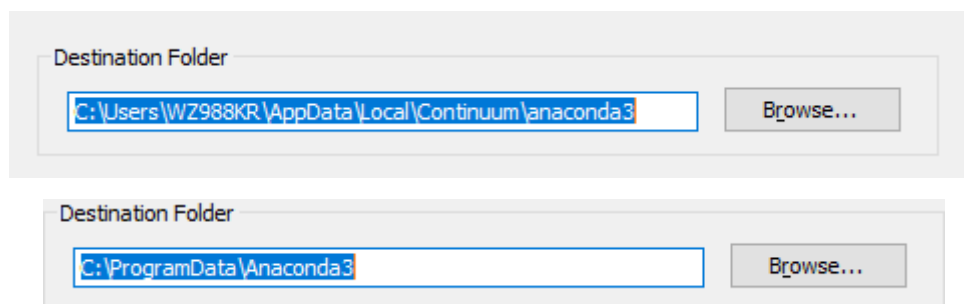 Destination Folder
C:\Users\WZ988KR\AppData\Local\Continuum\anaconda3
Browse...
Destination Folder
C:\ProgramData\Anaconda3
Browse...